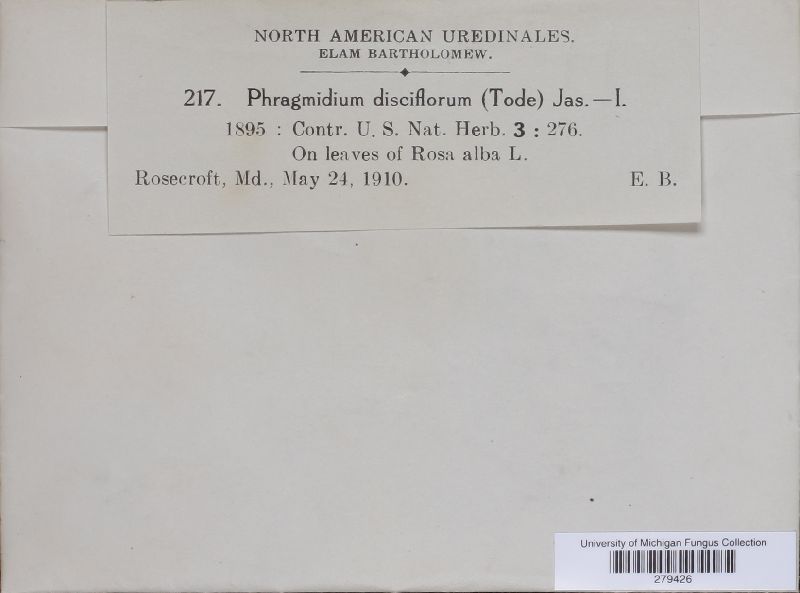 NORTH AMERICAN UREDINALES.
ELAM BARTHOLOMEW.
217. Phragmidium disciflorum (Tode) Jas.—I.
1895 : Contr. U. S. Nat. Herb. 3 : 276.
On leaves of Rosa alba L.
Rosecroft, Md., May 24, 1910. E. B.
University of Michigan Fungus Collection
279426